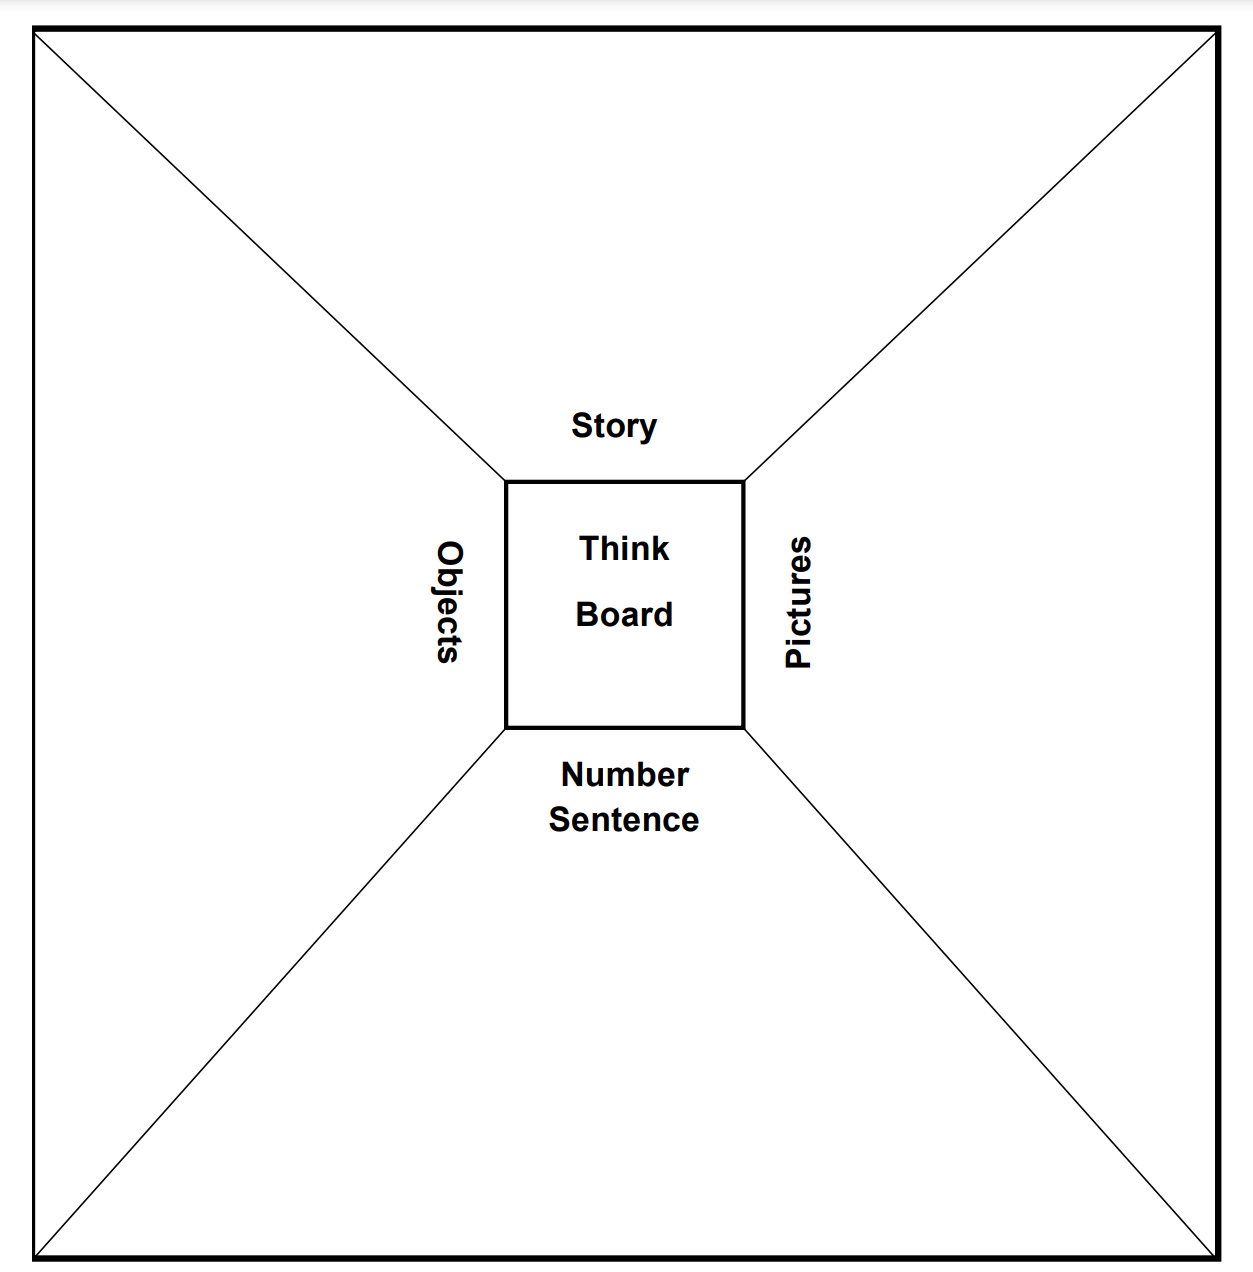 Story
Objects
Think
Board
Pictures
Number
Sentence